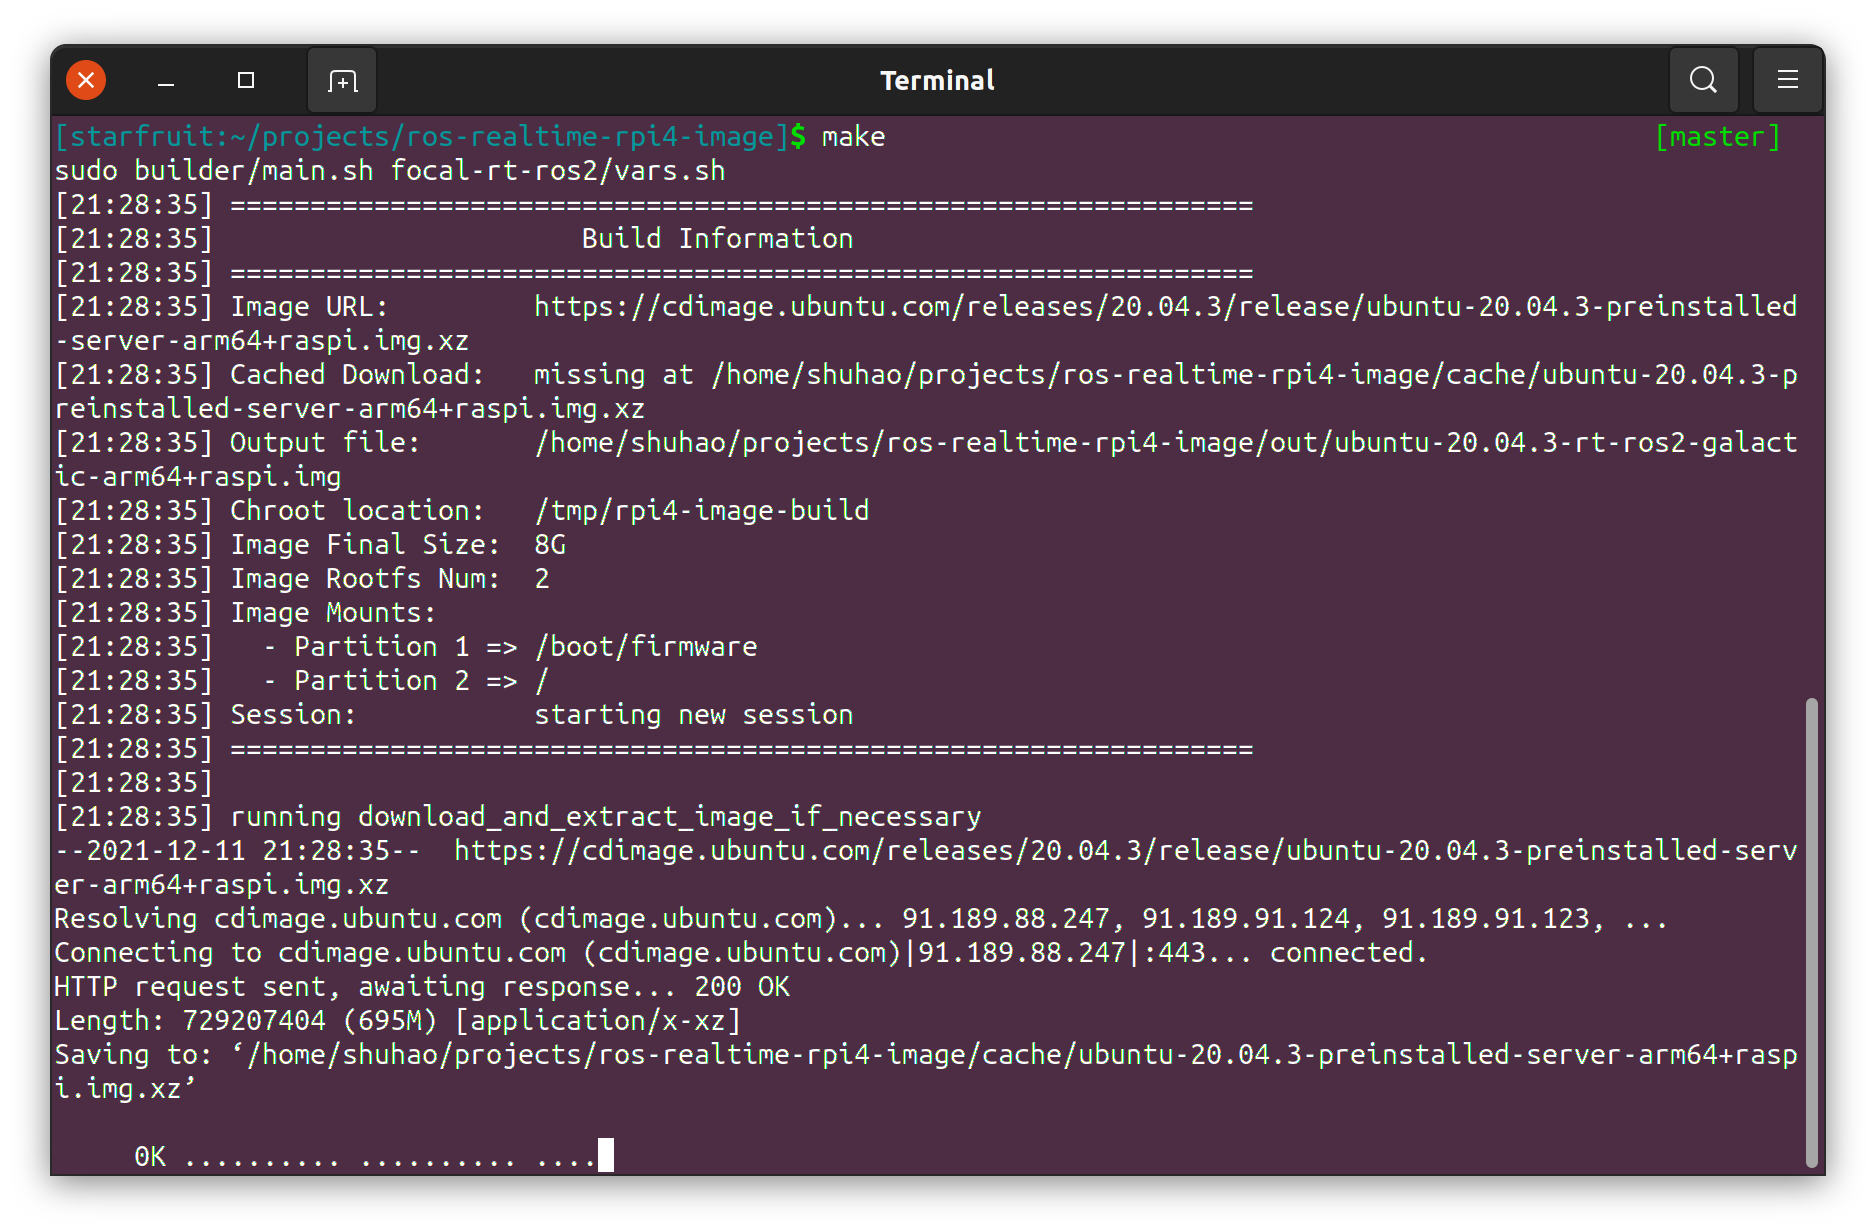 Terminal
[starfruit:~/projects/ros-realtime-rpi4-image]$ make [master]
sudo builder/main.sh focal-rt-ros2/vars.sh
[21:28:35] ================================================================
[21:28:35]                       Build Information
[21:28:35] ================================================================
[21:28:35] Image URL:         https://cdimage.ubuntu.com/releases/20.04.3/release/ubuntu-20.04.3-preinstalled
-server-arm64+raspi.img.xz
[21:28:35] Cached Download:   missing at /home/shuhao/projects/ros-realtime-rpi4-image/cache/ubuntu-20.04.3-p
reinstalled-server-arm64+raspi.img.xz
[21:28:35] Output file:       /home/shuhao/projects/ros-realtime-rpi4-image/out/ubuntu-20.04.3-rt-ros2-galact
ic-arm64+raspi.img
[21:28:35] Chroot location:   /tmp/rpi4-image-build
[21:28:35] Image Final Size:  8G
[21:28:35] Image Rootfs Num:  2
[21:28:35] Image Mounts:
[21:28:35]   - Partition 1 => /boot/firmware
[21:28:35]   - Partition 2 => /
[21:28:35] Session:           starting new session
[21:28:35] ================================================================
[21:28:35]
[21:28:35] running download_and_extract_image_if_necessary
--2021-12-11 21:28:35--  https://cdimage.ubuntu.com/releases/20.04.3/release/ubuntu-20.04.3-preinstalled-serv
er-arm64+raspi.img.xz
Resolving cdimage.ubuntu.com (cdimage.ubuntu.com)... 91.189.88.247, 91.189.91.124, 91.189.91.123, ...
Connecting to cdimage.ubuntu.com (cdimage.ubuntu.com)|91.189.88.247|:443... connected.
HTTP request sent, awaiting response... 200 OK
Length: 729207404 (695M) [application/x-xz]
Saving to: ‘/home/shuhao/projects/ros-realtime-rpi4-image/cache/ubuntu-20.04.3-preinstalled-server-arm64+rasp
i.img.xz’
     0K .......... .......... ....